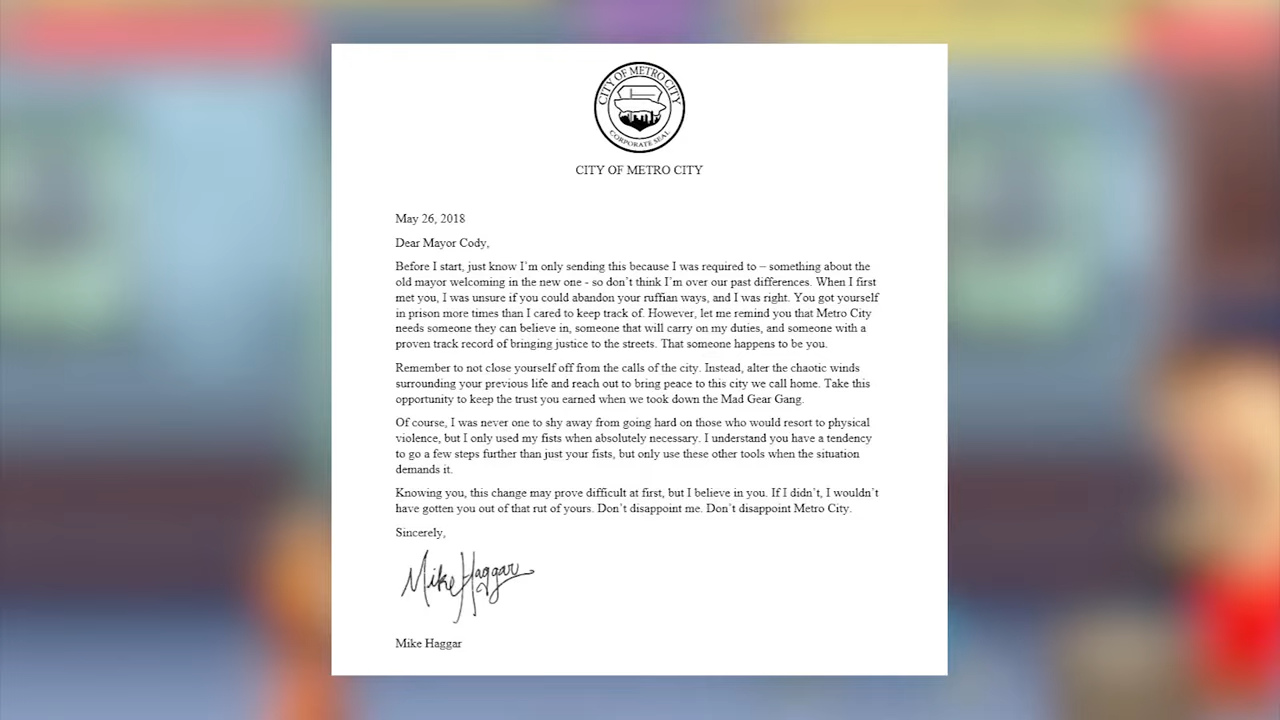 CITY OF METRO CITY
CORPORATE SEAL
CITY OF METRO CITY
May 26, 2018
Dear Mayor Cody,
Before I start, just know I’m only sending this because I was required to – something about the
old mayor welcoming in the new one - so don’t think I’m over our past differences. When I first
met you, I was unsure if you could abandon your ruffian ways, and I was right. You got yourself
in prison more times than I cared to keep track of. However, let me remind you that Metro City
needs someone they can believe in, someone that will carry on my duties, and someone with a
proven track record of bringing justice to the streets. That someone happens to be you.
Remember to not close yourself off from the calls of the city. Instead, alter the chaotic winds
surrounding your previous life and reach out to bring peace to this city we call home. Take this
opportunity to keep the trust you earned when we took down the Mad Gear Gang.
Of course, I was never one to shy away from going hard on those who would resort to physical
violence, but I only used my fists when absolutely necessary. I understand you have a tendency
to go a few steps further than just your fists, but only use these other tools when the situation
demands it.
Knowing you, this change may prove difficult at first, but I believe in you. If I didn’t, I wouldn’t
have gotten you out of that rut of yours. Don’t disappoint me. Don’t disappoint Metro City.
Sincerely,
Mike Haggar
Mike Haggar